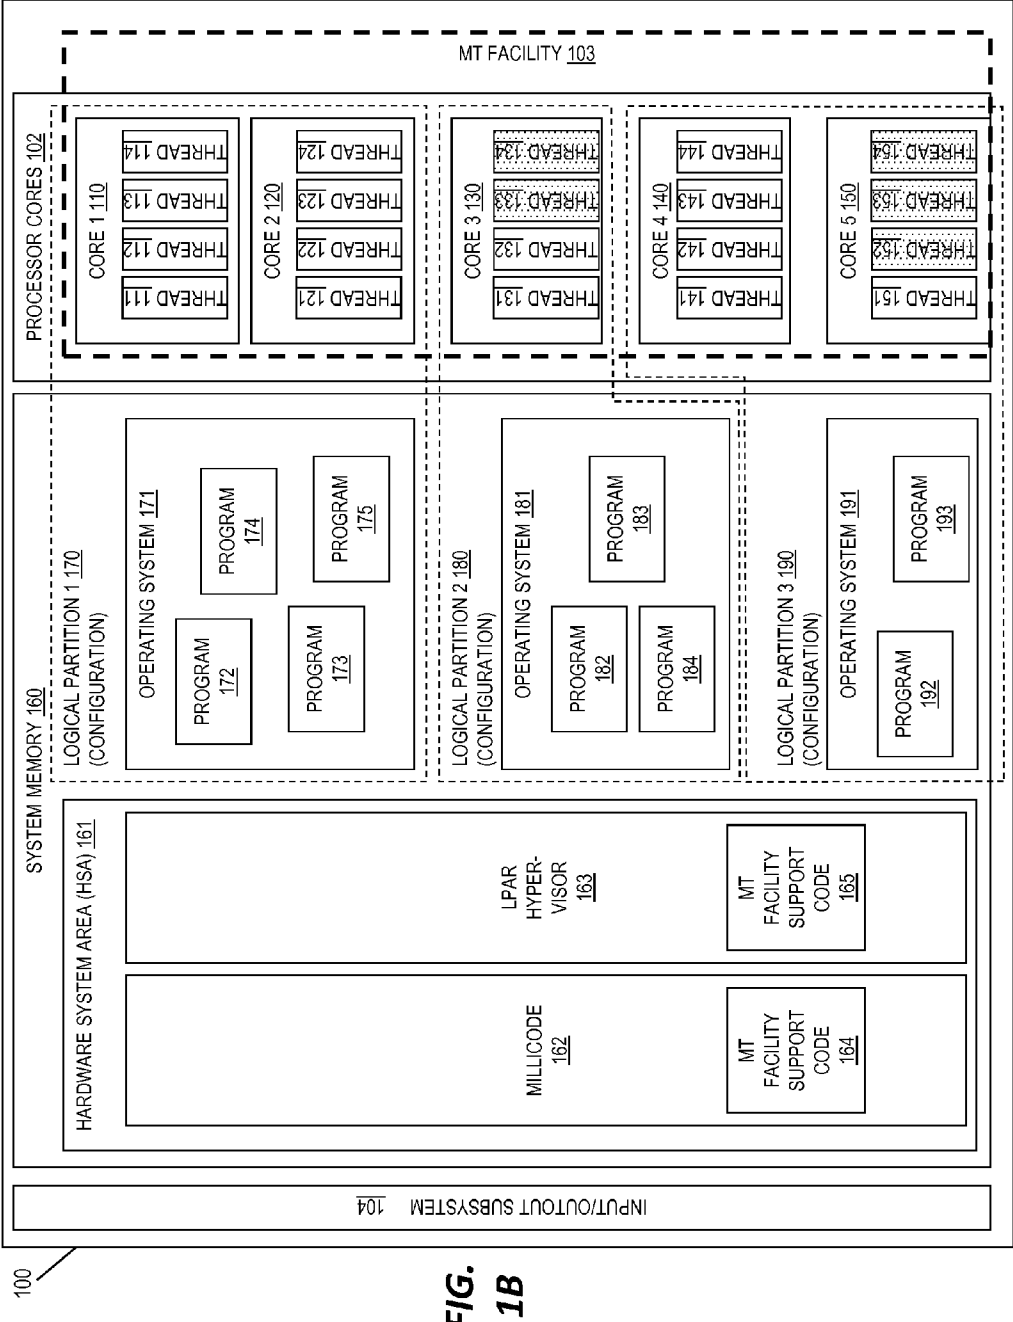 100
MT FACILITY 103
PROCESSOR CORES 102
CORE 1 110
THREAD 111
THREAD 112
THREAD 113
THREAD 114
CORE 2 120
THREAD 121
THREAD 122
THREAD 123
THREAD 124
CORE 3 130
THREAD 131
THREAD 132
THREAD 133
THREAD 134
CORE 4 140
THREAD 141
THREAD 142
THREAD 143
THREAD 144
CORE 5 150
THREAD 151
THREAD 152
THREAD 153
THREAD 154
SYSTEM MEMORY 160
LOGICAL PARTITION 1 170
(CONFIGURATION)
OPERATING SYSTEM 171
PROGRAM
172
PROGRAM
174
PROGRAM
173
PROGRAM
175
LOGICAL PARTITION 2 180
(CONFIGURATION)
OPERATING SYSTEM 181
PROGRAM
182
PROGRAM
183
PROGRAM
184
LOGICAL PARTITION 3 190
(CONFIGURATION)
OPERATING SYSTEM 191
PROGRAM
192
PROGRAM
193
HARDWARE SYSTEM AREA (HSA) 161
LPAR
HYPER-
VISOR
163
MT
FACILITY
SUPPORT
CODE
165
MILLICODE
162
MT
FACILITY
SUPPORT
CODE
164
INPUT/OUTOUT SUBSYSTEM 104
FIG.
1B